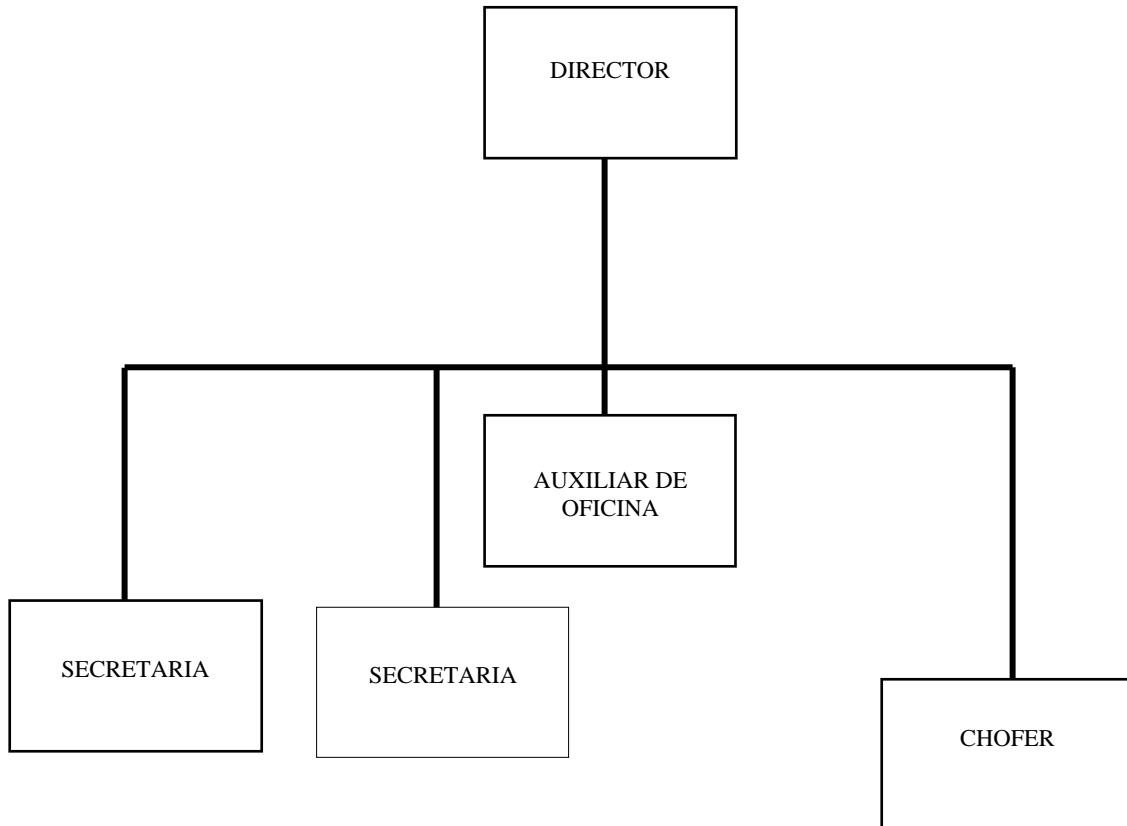 DIRECTOR
AUXILIAR DE
OFICINA
SECRETARIA
SECRETARIA
CHOFER